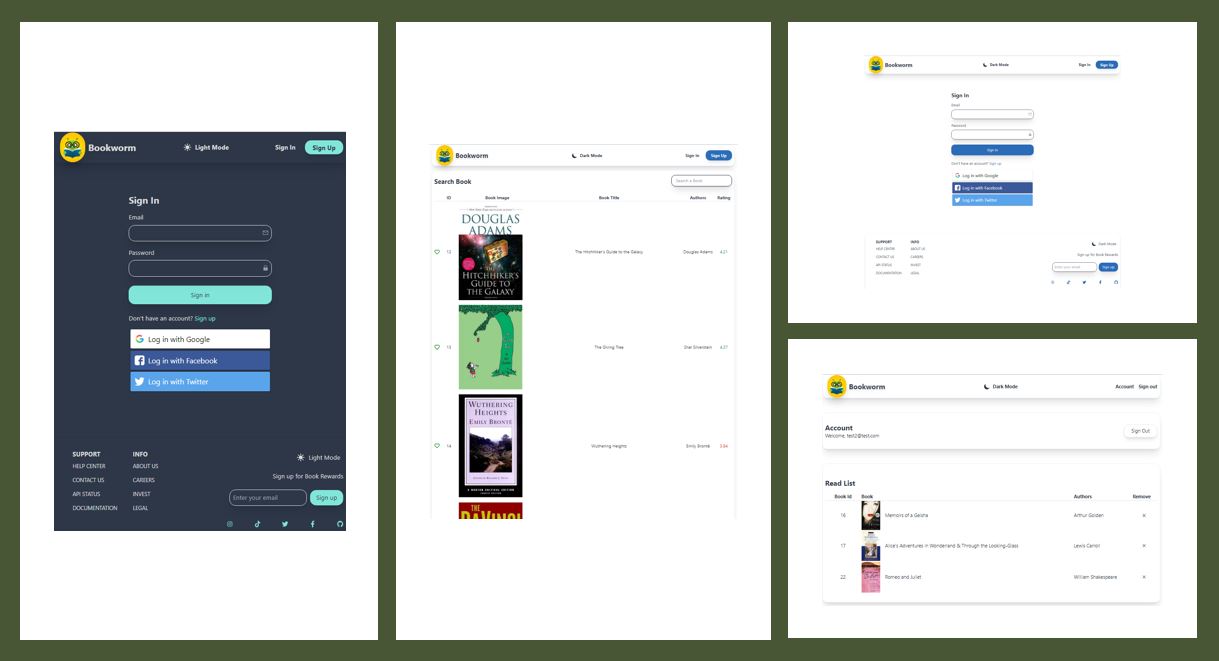 Bookworm
Light Mode
Sign In
Sign Up
Sign In
Email
Password
Sign in
Don't have an account? Sign up
Log in with Google
Log in with Facebook
Log in with Twitter
SUPPORT
INFO
HELP CENTER
ABOUT US
CONTACT US
CAREERS
API STATUS
INVEST
DOCUMENTATION
LEGAL
Light Mode
Sign up for Book Rewards
Enter your email
Sign up
Bookworm
Dark Mode
Sign In
Sign Up
Search Book
Search a Book
ID
Book Image
Book Title
Authors
Rating
DOUGLAS
ADAMS
THE
HITCHHIKER'S
GUIDE TO
THE GALAXY
12
The Hitchhiker's Guide to the Galaxy
Douglas Adams
4.21
13
The Giving Tree
Shel Silverstein
4.37
WUTHERING
HEIGHTS
EMILY BRONTË
14
Wuthering Heights
Emily Brontë
3.84
THE
DAVINCI
Bookworm
Dark Mode
Sign In
Sign Up
Sign In
Email
Password
Sign in
Don't have an account? Sign up
Log in with Google
Log in with Facebook
Log in with Twitter
SUPPORT
INFO
HELP CENTER
ABOUT US
CONTACT US
CAREERS
API STATUS
INVEST
DOCUMENTATION
LEGAL
Dark Mode
Sign up for Book Rewards
Enter your email
Sign up
Bookworm
Dark Mode
Account
Sign out
Account
Welcome, test2@test.com
Sign Out
Read List
Book Id
Book
Authors
Remove
16
Memoirs of a Geisha
Arthur Golden
17
Alice's Adventures in Wonderland & Through the Looking-Glass
Lewis Carroll
22
Romeo and Juliet
William Shakespeare